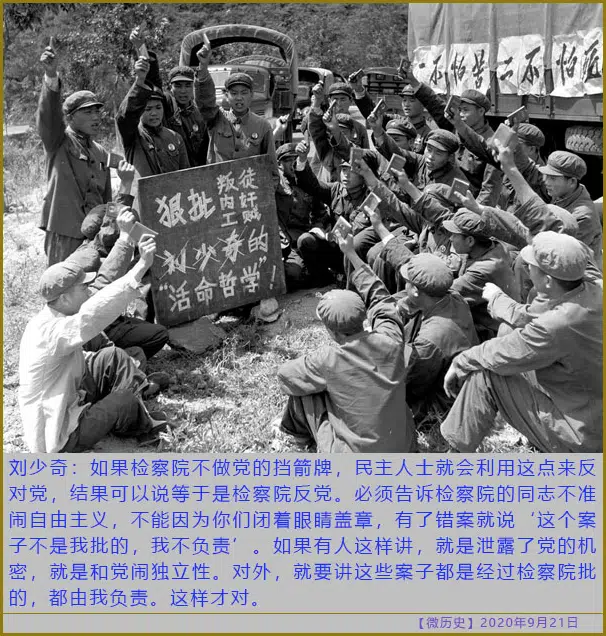 一不怕苦二不怕死
狠批叛徒内奸工贼
刘少奇的
“活命哲学”!
刘少奇：如果检察院不做党的挡箭牌，民主人士就会利用这点来反
对党，结果可以说等于是检察院反党。必须告诉检察院的同志不准
闹自由主义，不能因为你们闭着眼睛盖章，有了错案就说‘这个案
子不是我批的，我不负责’。如果有人这样讲，就是泄露了党的机
密，就是和党闹独立性。对外，就要讲这些案子都是经过检察院批
的，都由我负责。这样才对。
【微历史】2020年9月21日